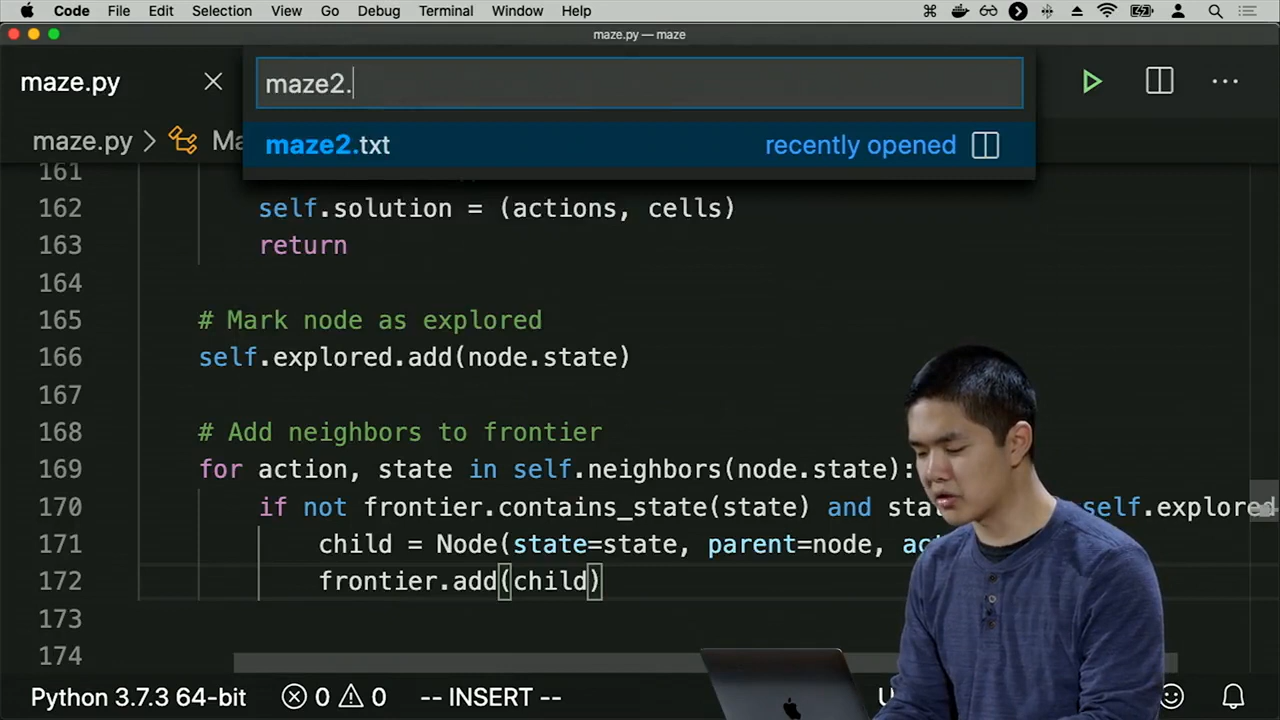 Code File Edit Selection View Go Debug Terminal Window Help
maze.py — maze
maze.py
maze2.
maze.py > Ma
maze2.txt recently opened
161
162 self.solution = (actions, cells)
163 return
164
165 # Mark node as explored
166 self.explored.add(node.state)
167
168 # Add neighbors to frontier
169 for action, state in self.neighbors(node.state):
170 if not frontier.contains_state(state) and sta self.explored
171 child = Node(state=state, parent=node, ac
172 frontier.add(child)
173
174
Python 3.7.3 64-bit 0 0 -- INSERT --